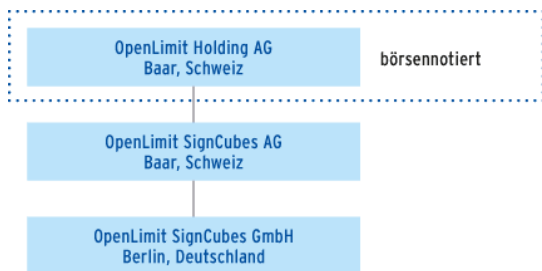 OpenLimit Holding AG
Baar, Schweiz
börsennotiert
OpenLimit SignCubes AG
Baar, Schweiz
OpenLimit SignCubes GmbH
Berlin, Deutschland